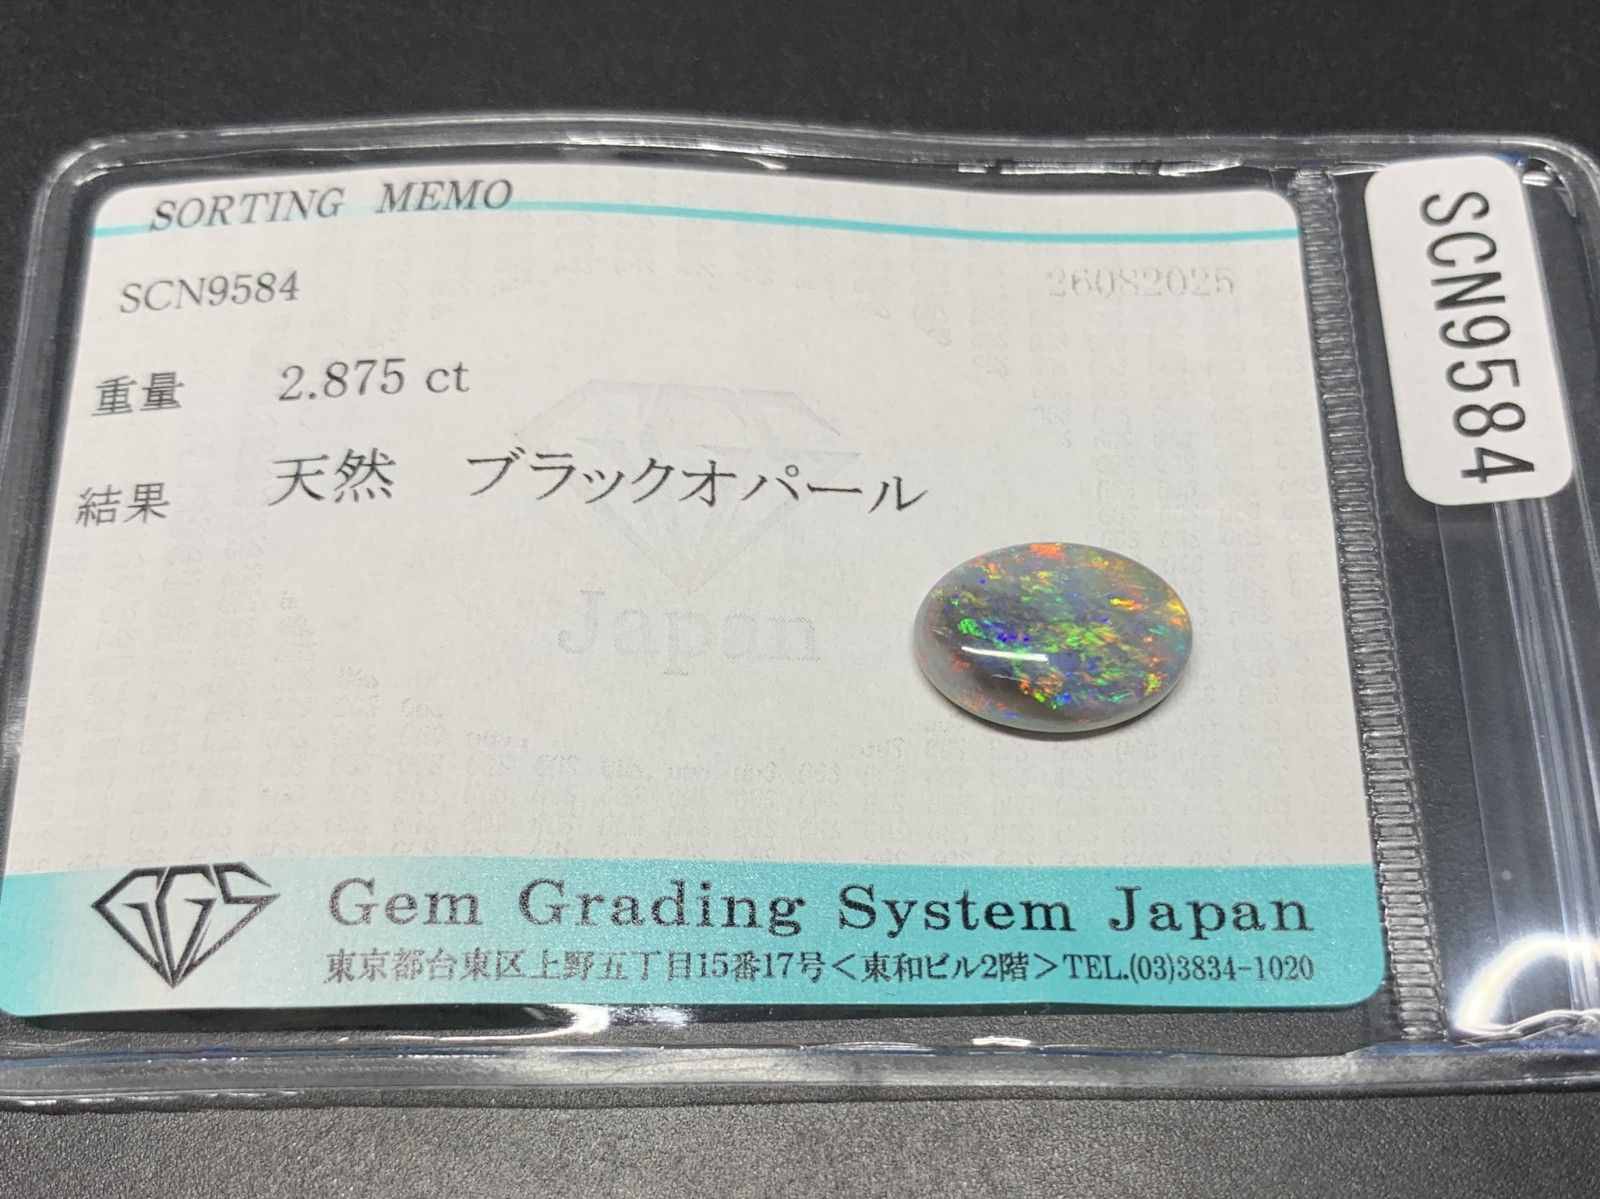 SORTING MEMO
SCN9584
26082025
重量 2.875 ct
結果 天然 ブラックオパール
Japan
GGS
Gem Grading System Japan
東京都台東区上野五丁目15番17号＜東和ビル2階＞TEL.(03)3834-1020
SCN9584